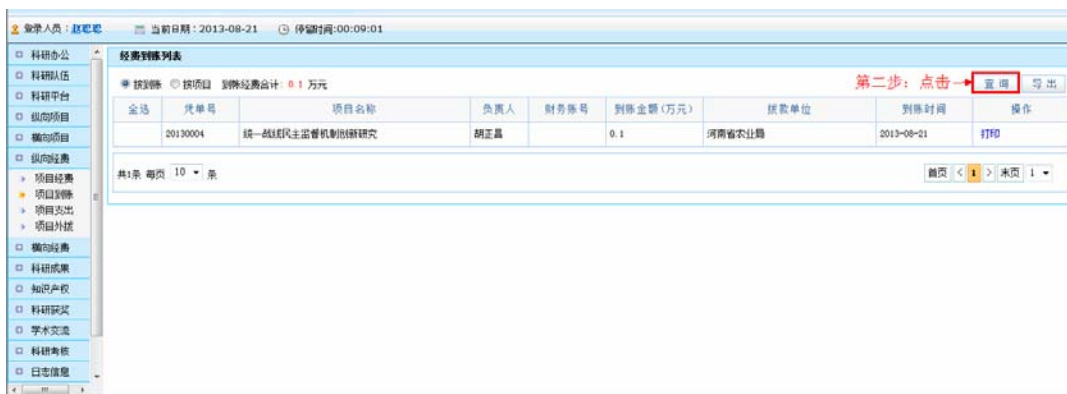 登录人员：赵聪聪 当前日期：2013-08-21 停留时间:00:09:01
科研办公
科研队伍
科研平台
纵向项目
横向项目
纵向经费
项目经费
项目到账
项目支出
项目外拨
横向经费
科研成果
知识产权
科研获奖
学术交流
科研考核
日志信息
经费到账列表
按到账 按项目 到账经费合计：0.1 万元
第二步：点击 查询 导出
全选 凭单号 项目名称 负责人 财务账号 到账金额(万元) 拨款单位 到账时间 操作
20130004 统一战线民主监督机制创新研究 胡正昌 0.1 河南省农业局 2013-08-21 打印
共1条 每页 10 条
首页 < 1 > 末页 1